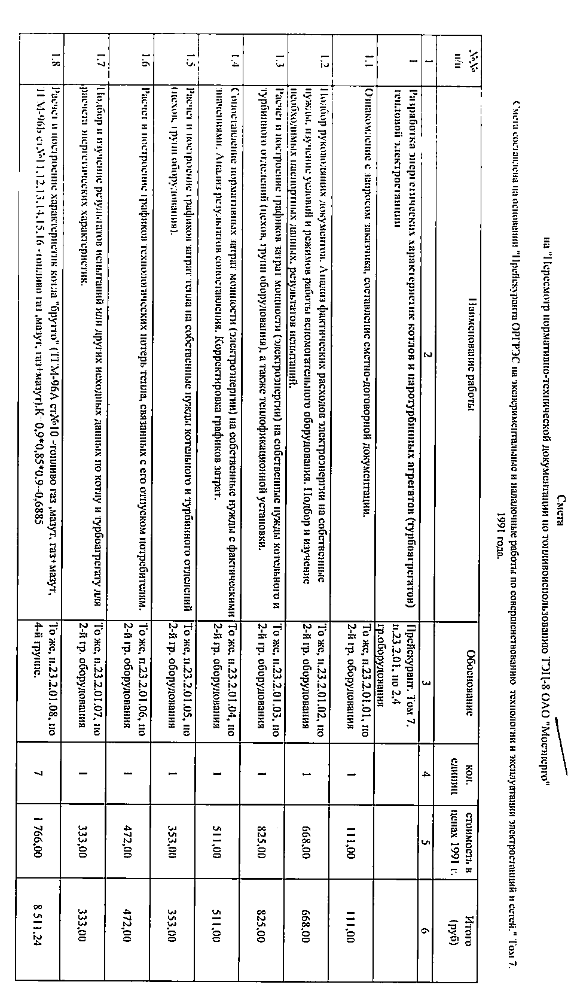 Смета
на "Пересмотр нормативно-технической документации по топливоиспользованию ТЭЦ-8 ОАО "Мосэнерго"
Смета составлена на основании "Прейскуранта ОРГРЭС на экспериментальные и наладочные работы по совершенствованию технологии и эксплуатации электростанций и сетей." Том 7.
1991 года.
№№ п/п
Наименование работы
Обоснование
кол. единиц
стоимость в ценах 1991 г.
Итого (руб)
1
2
3
4
5
6
1
Разработка энергетических характеристик котлов и паротурбинных агрегатов (турбоагрегатов)
тепловой электростанции
Прейскурант. Том 7.
п.23.2.01, по 2,4
гр.оборудования
1.1
Ознакомление с запросом заказчика, составление сметно-договорной документации.
То же, п.23.2.01.01, по
2-й гр. оборудования
1
111,00
111,00
1.2
Подбор руководящих документов. Анализ фактических расходов электроэнергии на собственные
нужды, изучение условий и режимов работы вспомогательного оборудования. Подбор и изучение
необходимых паспортных данных, результатов испытаний.
То же, п.23.2.01.02, по
2-й гр. оборудования
1
668,00
668,00
1.3
Расчет и построение графиков затрат мощности (электроэнергии) на собственные нужды котельного и
турбинного отделений (цехов, групп оборудования), а также теплофикационной установки.
То же, п.23.2.01.03, по
2-й гр. оборудования
1
825,00
825,00
1.4
Сопоставление нормативных затрат мощности (электроэнергии) на собственные нужды с фактическими
значениями. Анализ результатов сопоставления. Корректировка графиков затрат.
То же, п.23.2.01.04, по
2-й гр. оборудования
1
511,00
511,00
1.5
Расчет и построение графиков затрат тепла на собственные нужды котельного и турбинного отделений
(цехов, групп оборудования).
То же, п.23.2.01.05, по
2-й гр. оборудования
1
353,00
353,00
1.6
Расчет и построение графиков технологических потерь тепла, связанных с его отпуском потребителям.
То же, п.23.2.01.06, по
2-й гр. оборудования
1
472,00
472,00
1.7
Подбор и изучение результатов испытаний или других исходных данных по котлу и турбоагрегату для
расчета энергетических характеристик.
То же, п.23.2.01.07, по
2-й гр. оборудования
1
333,00
333,00
1.8
Расчет и построение характеристик котла "брутто" (ТГМ-96А ст№10 -топливо газ ,мазут, газ+мазут,
ТГМ-96Б ст.№11,12,13,14,15,16 -топливо газ ,мазут, газ+мазут).К=0,9*0,85*0.9=0,6885
То же, п.23.2.01.08, по
4-й группе.
7
1 766,00
8 511,24